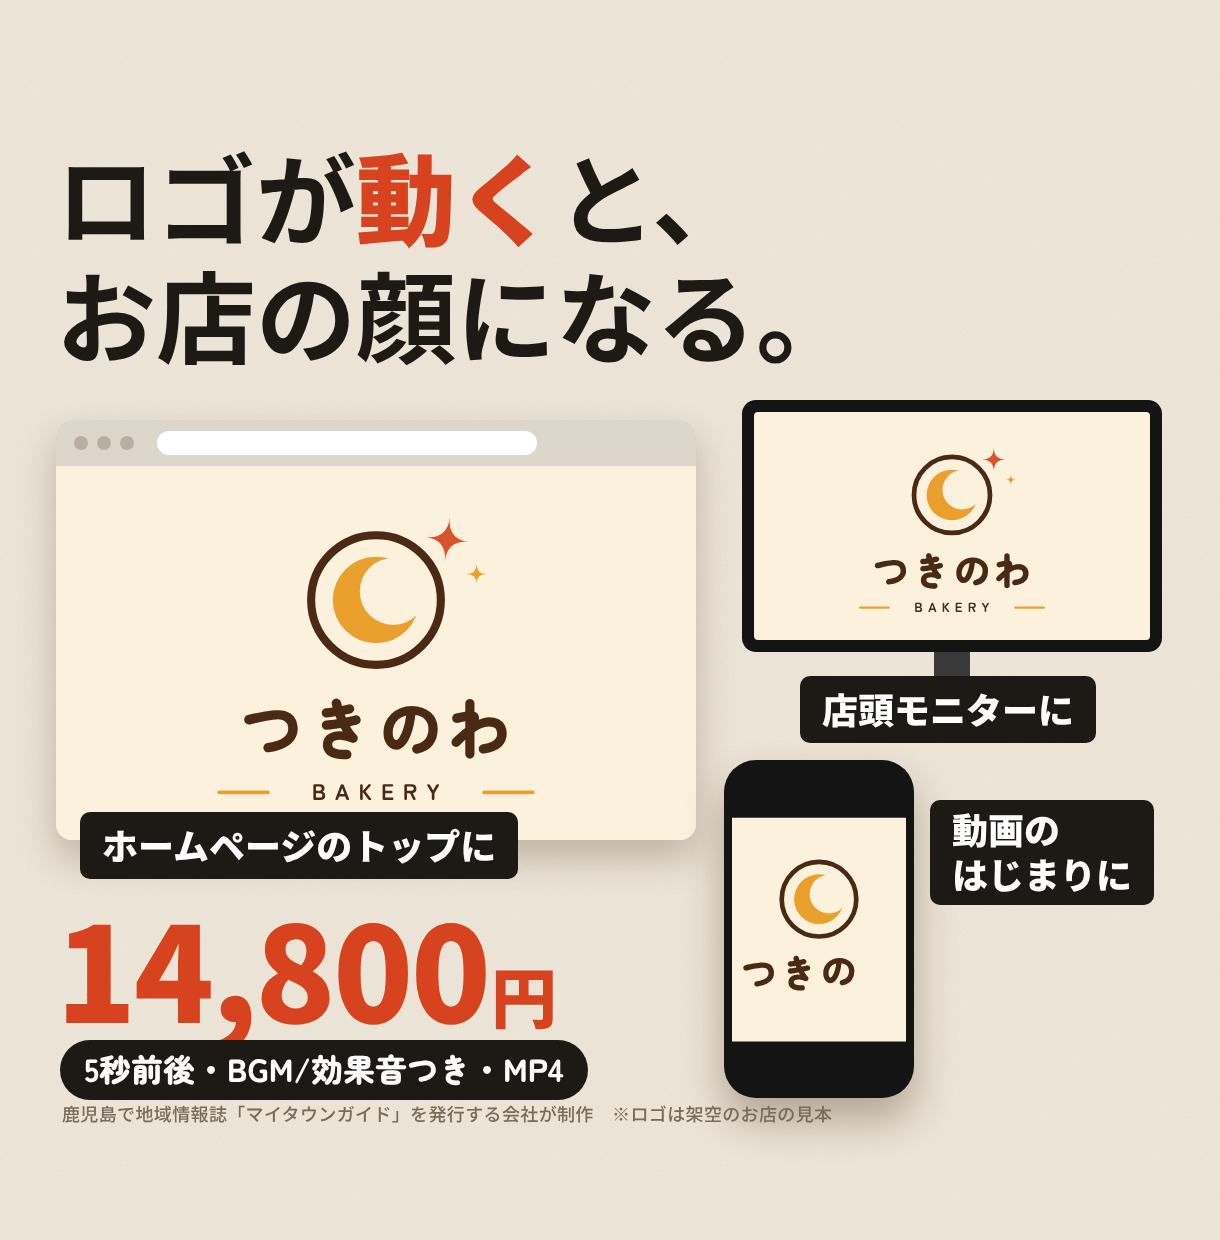 ロゴが動くと、
お店の顔になる。
つきのわ
BAKERY
ホームページのトップに
つきのわ
BAKERY
店頭モニターに
つきの
動画の
はじまりに
14,800円
5秒前後・BGM/効果音つき・MP4
鹿児島で地域情報誌「マイタウンガイド」を発行する会社が制作　※ロゴは架空のお店の見本